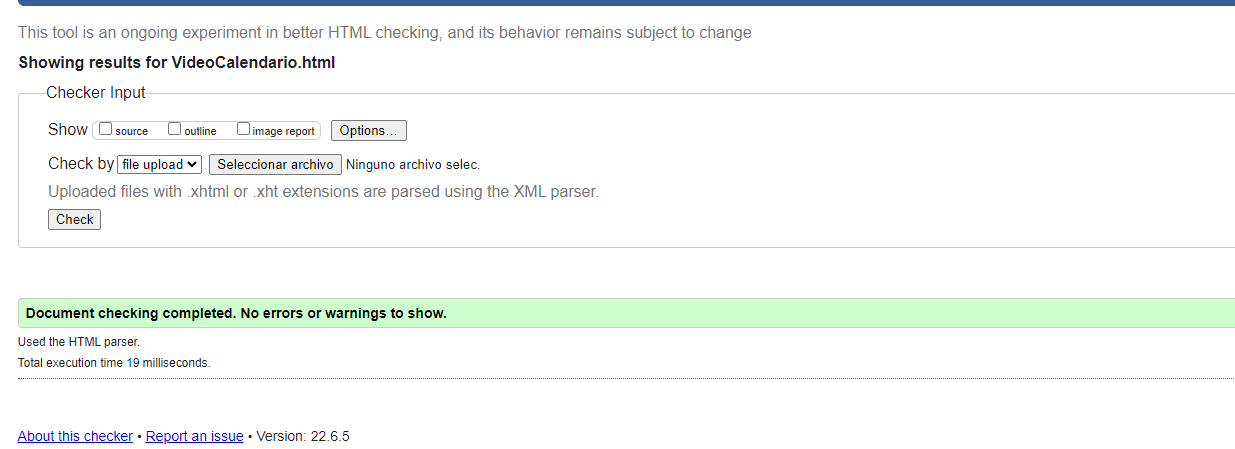 This tool is an ongoing experiment in better HTML checking, and its behavior remains subject to change
Showing results for VideoCalendario.html
Checker Input
Show source outline image report Options...
Check by file upload Seleccionar archivo Ninguno archivo selec.
Uploaded files with .xhtml or .xht extensions are parsed using the XML parser.
Check
Document checking completed. No errors or warnings to show.
Used the HTML parser.
Total execution time 19 milliseconds.
About this checker • Report an issue • Version: 22.6.5